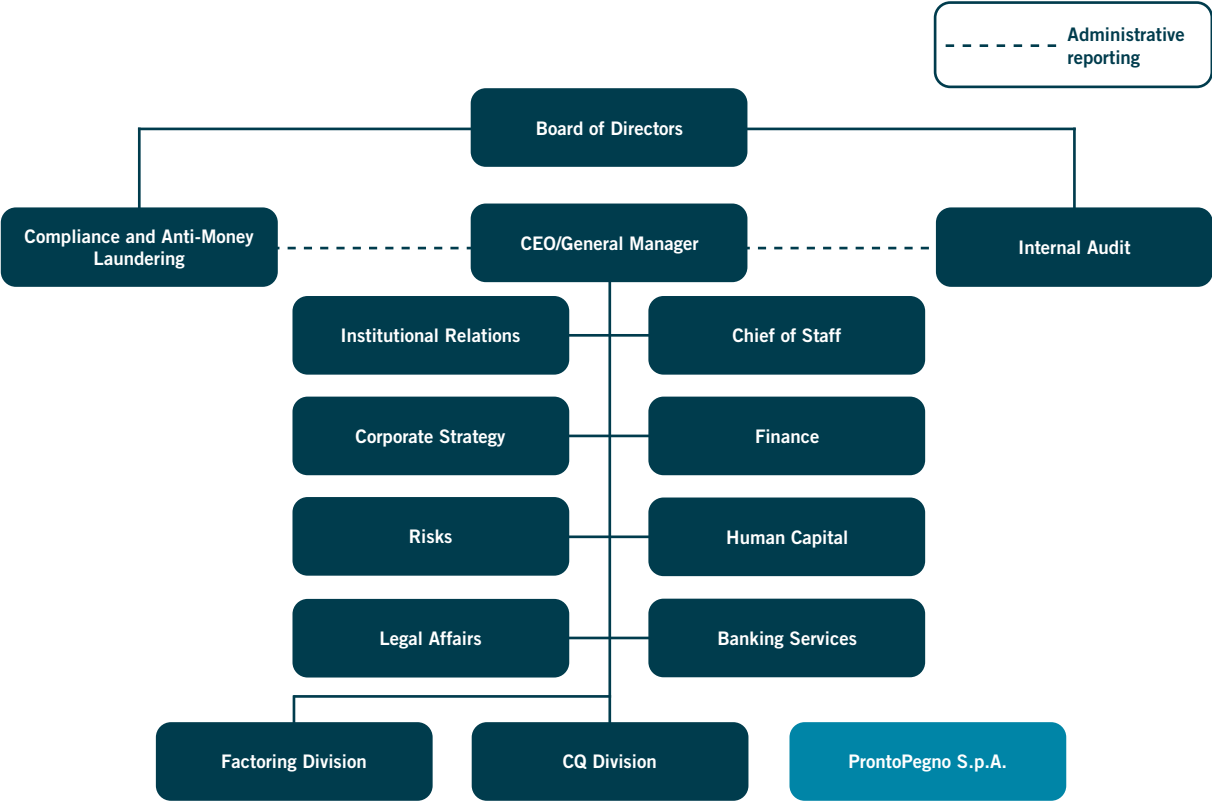 Administrative
reporting
Board of Directors
Compliance and Anti-Money
Laundering
CEO/General Manager
Internal Audit
Institutional Relations
Chief of Staff
Corporate Strategy
Finance
Risks
Human Capital
Legal Affairs
Banking Services
Factoring Division
CQ Division
ProntoPegno S.p.A.